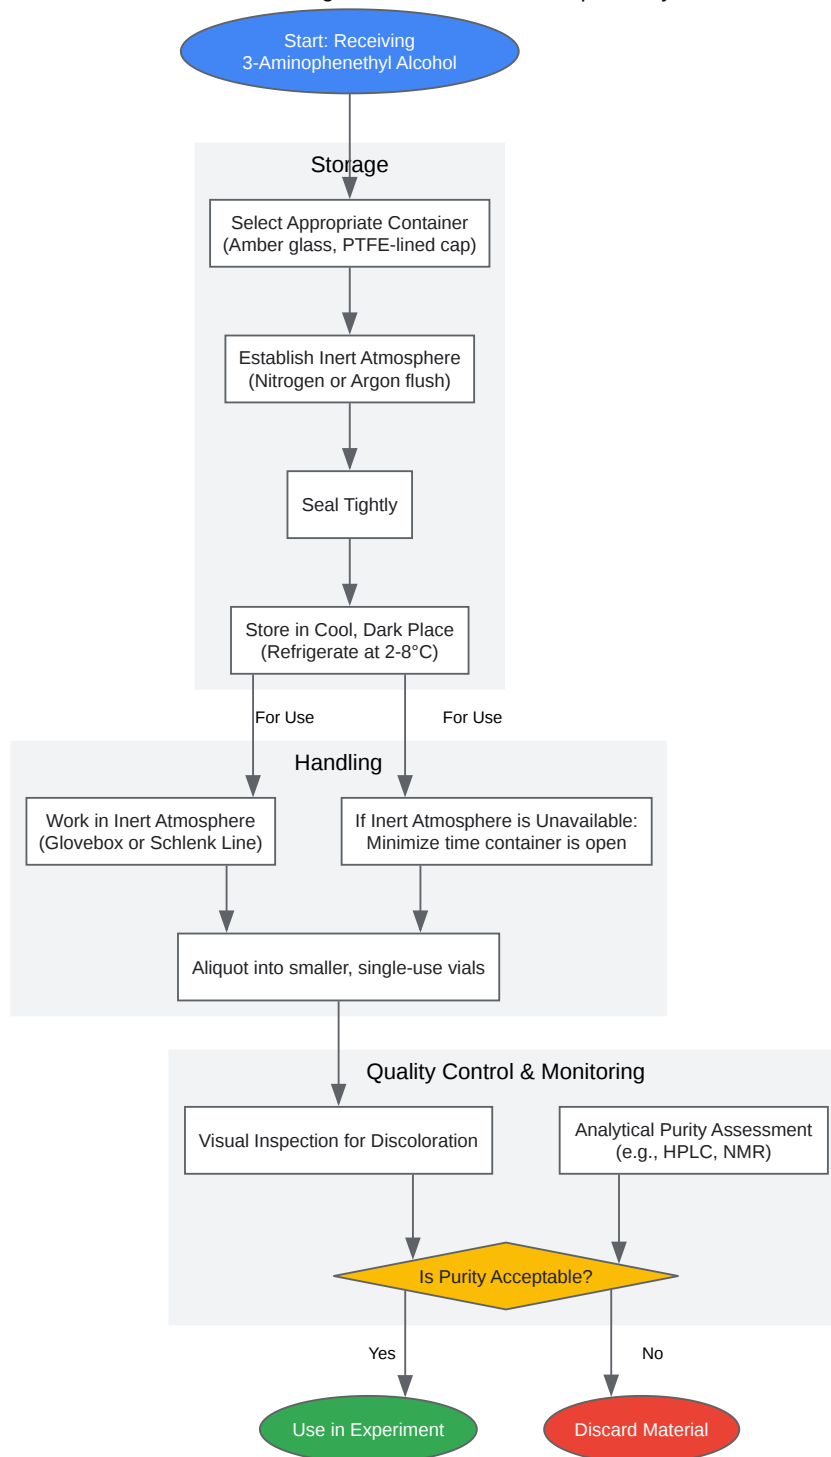 Start: Receiving
3-Aminophenethyl Alcohol
Storage
Select Appropriate Container
(Amber glass, PTFE-lined cap)
Establish Inert Atmosphere
(Nitrogen or Argon flush)
Seal Tightly
Store in Cool, Dark Place
(Refrigerate at 2-8°C)
For Use
For Use
Handling
Work in Inert Atmosphere
(Glovebox or Schlenk Line)
If Inert Atmosphere is Unavailable:
Minimize time container is open
Aliquot into smaller, single-use vials
Quality Control & Monitoring
Visual Inspection for Discoloration
Analytical Purity Assessment
(e.g., HPLC, NMR)
Is Purity Acceptable?
Yes
No
Use in Experiment
Discard Material